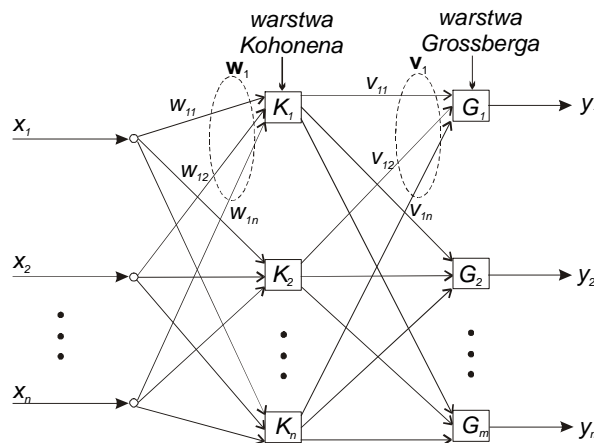 warstwa
Kohonena
warstwa
Grossberga
w1
v1
w11
v11
K1
G1
y
x1
w12
v12
w1n
v1n
x2
K2
G2
y2
xn
Kn
Gm